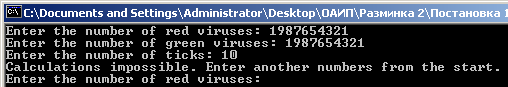 C:\Documents and Settings\Administrator\Desktop\ОАИП\Разминка 2\Постановка 1
Enter the number of red viruses: 1987654321
Enter the number of green viruses: 1987654321
Enter the number of ticks: 10
Calculations impossible. Enter another numbers from the start.
Enter the number of red viruses: